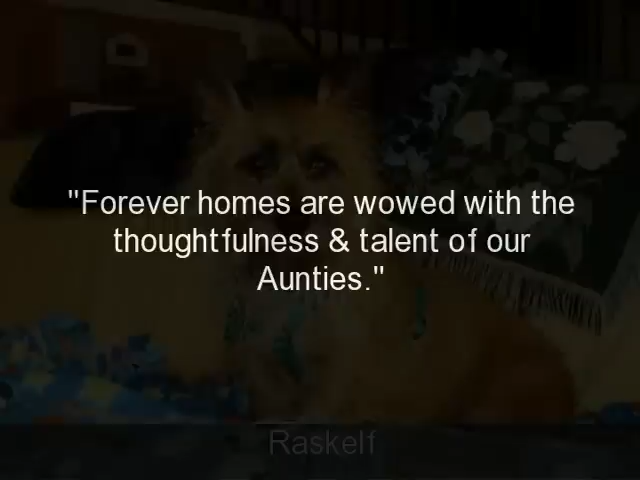 "Forever homes are wowed with the
thoughtfulness & talent of our
Aunties."
Raskelf